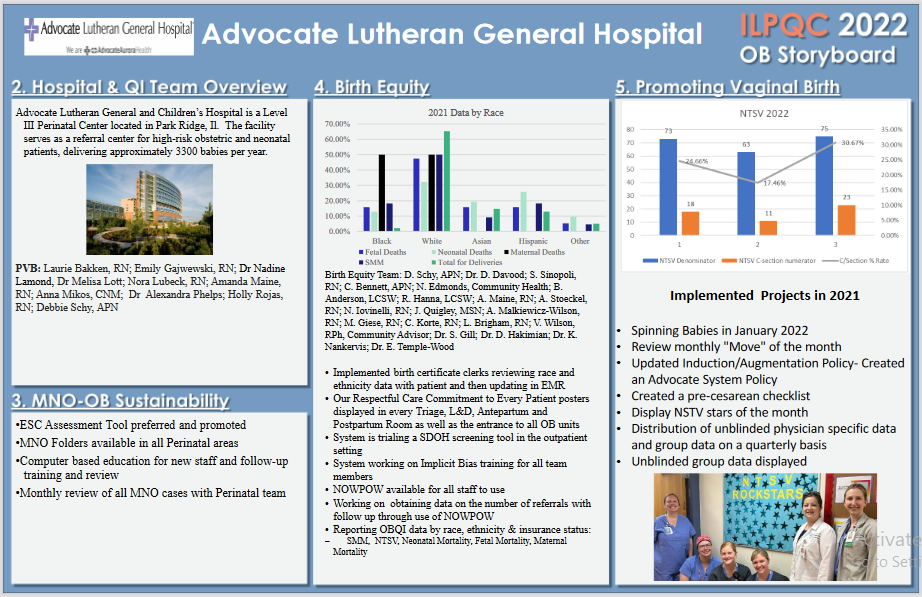 Advocate Lutheran General Hospital
We are AdvocateAuroraHealth
Advocate Lutheran General Hospital
ILPQC 2022
OB Storyboard
2. Hospital & QI Team Overview
Advocate Lutheran General and Children's Hospital is a Level
III Perinatal Center located in Park Ridge, Il. The facility
serves as a referral center for high-risk obstetric and neonatal
patients, delivering approximately 3300 babies per year.
PVB: Laurie Bakken, RN; Emily Gajwewski, RN; Dr Nadine
Lamond, Dr Melisa Lott; Nora Lubeck, RN; Amanda Maine,
RN; Anna Mikos, CNM; Dr Alexandra Phelps; Holly Rojas,
RN; Debbie Schy, APN
3. MNO-OB Sustainability
•ESC Assessment Tool preferred and promoted
•MNO Folders available in all Perinatal areas
•Computer based education for new staff and follow-up
training and review
•Monthly review of all MNO cases with Perinatal team
4. Birth Equity
2021 Data by Race
70.00%
60.00%
50.00%
40.00%
30.00%
20.00%
10.00%
0.00%
Black White Asian Hispanic Other
Fetal Deaths Neonatal Deaths Maternal Deaths
SMM Total for Deliveries
Birth Equity Team: D. Schy, APN; Dr. D. Davood; S. Sinopoli,
RN; C. Bennett, APN; N. Edmonds, Community Health; B.
Anderson, LCSW; R. Hanna, LCSW; A. Maine, RN; A. Stoeckel,
RN; N. Iovinelli, RN; J. Quigley, MSN; A. Malkiewicz-Wilson,
RN; M. Giese, RN; C. Korte, RN; L. Brigham, RN; V. Wilson,
RPh, Community Advisor; Dr. S. Gill; Dr. D. Hakimian; Dr. K.
Nankervis; Dr. E. Temple-Wood
• Implemented birth certificate clerks reviewing race and
ethnicity data with patient and then updating in EMR
• Our Respectful Care Commitment to Every Patient posters
displayed in every Triage, L&D, Antepartum and
Postpartum Room as well as the entrance to all OB units
• System is trialing a SDOH screening tool in the outpatient
setting
• System working on Implicit Bias training for all team
members
• NOWPOW available for all staff to use
• Working on obtaining data on the number of referrals with
follow up through use of NOWPOW
• Reporting OBQI data by race, ethnicity & insurance status:
– SMM, NTSV, Neonatal Mortality, Fetal Mortality, Maternal
Mortality
5. Promoting Vaginal Birth
NTSV 2022
80
70
60
50
40
30
20
10
0
73
18
24.66%
63
11
17.46%
75
23
30.67%
35.00%
30.00%
25.00%
20.00%
15.00%
10.00%
5.00%
0.00%
1 2 3
NTSV Denominator NTSV C-section numerator C/Section % Rato
Implemented Projects in 2021
• Spinning Babies in January 2022
• Review monthly "Move" of the month
• Updated Induction/Augmentation Policy- Created
an Advocate System Policy
• Created a pre-cesarean checklist
• Display NSTV stars of the month
• Distribution of unblinded physician specific data
and group data on a quarterly basis
• Unblinded group data displayed
N.T.S.V
ROCKSTARS